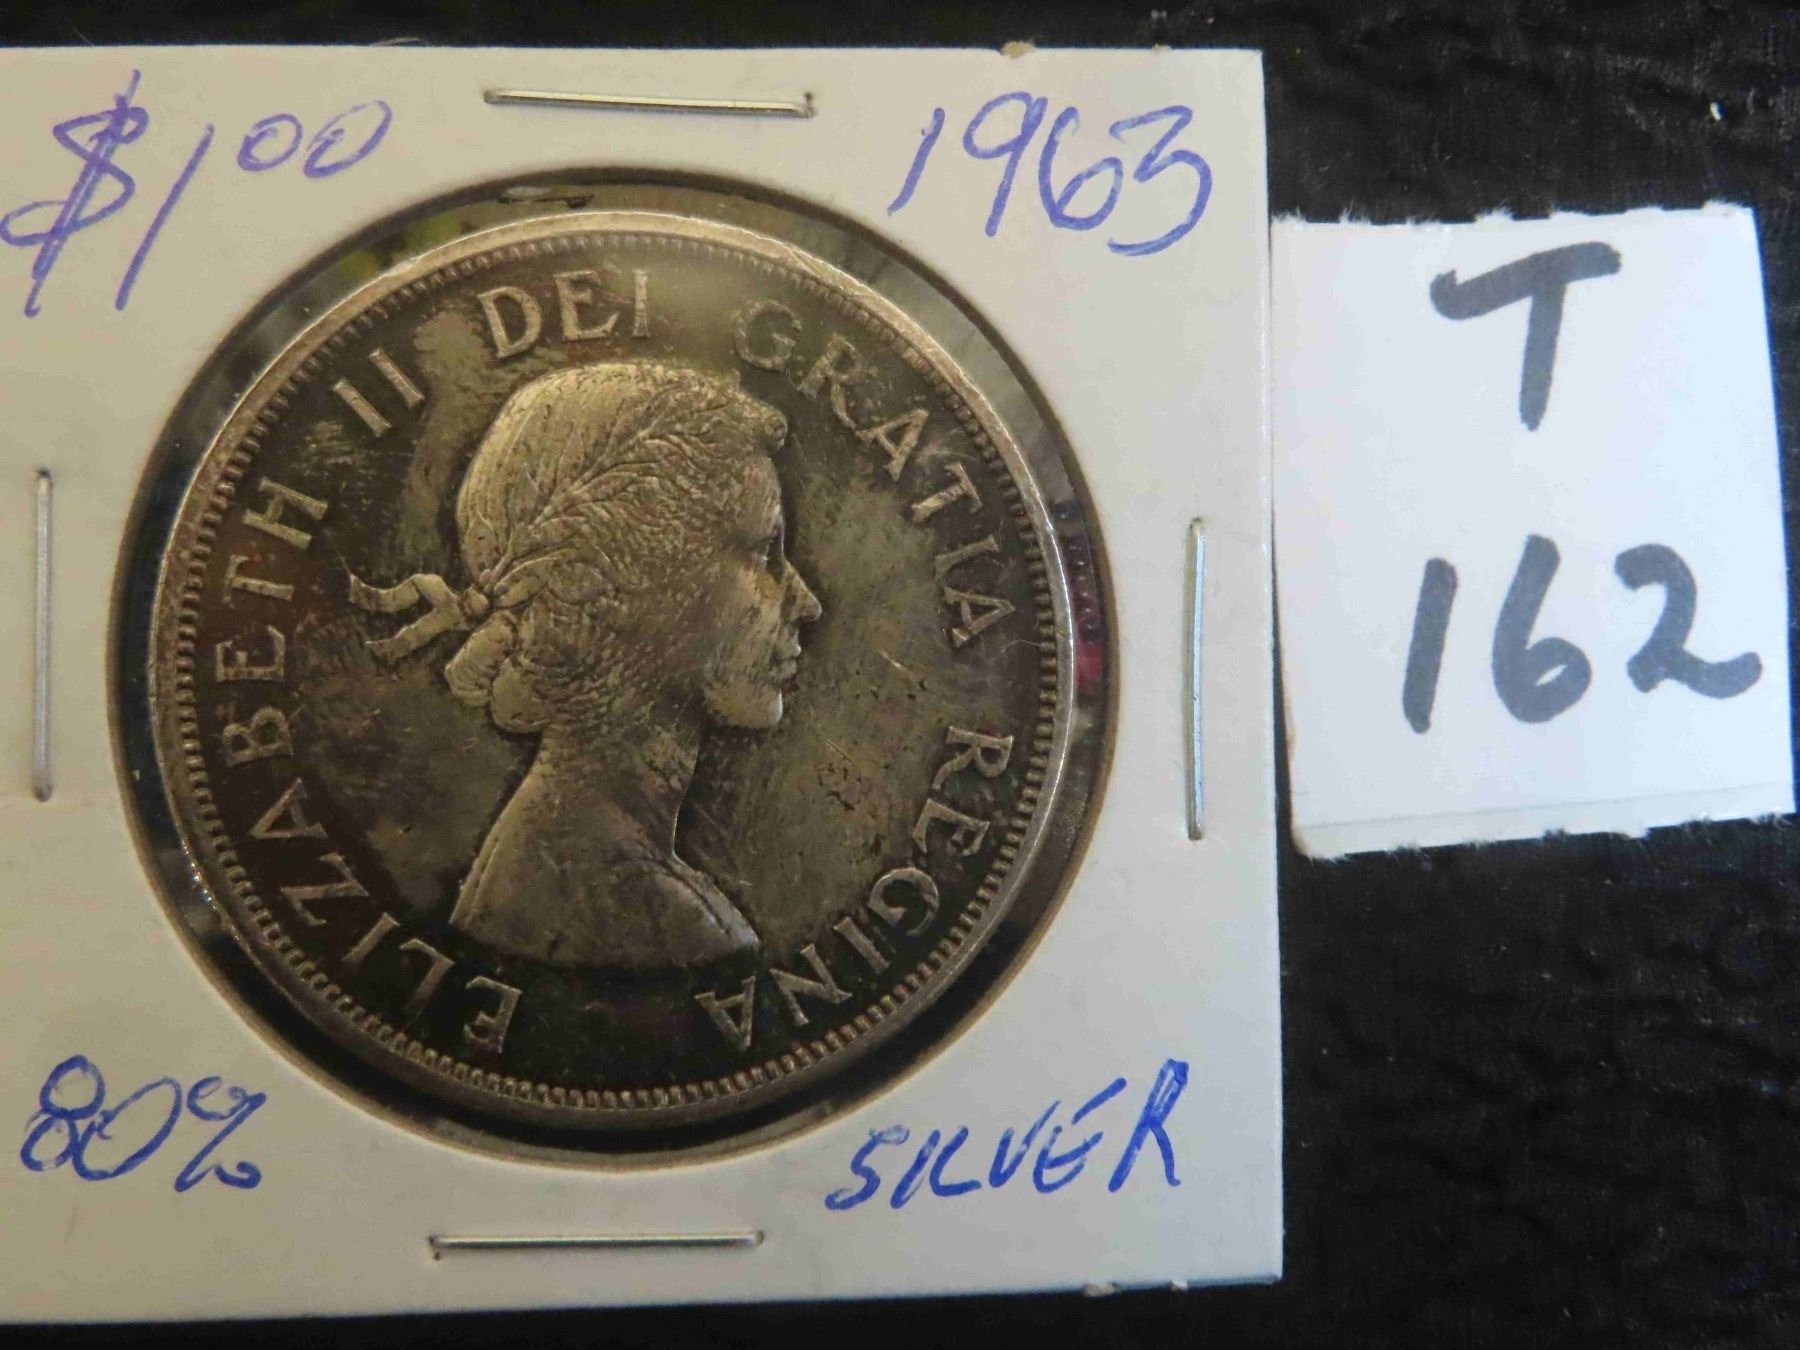 $1.00 1963
ELIZABETH II DEI GRATIA REGINA
80% SILVER
T
162